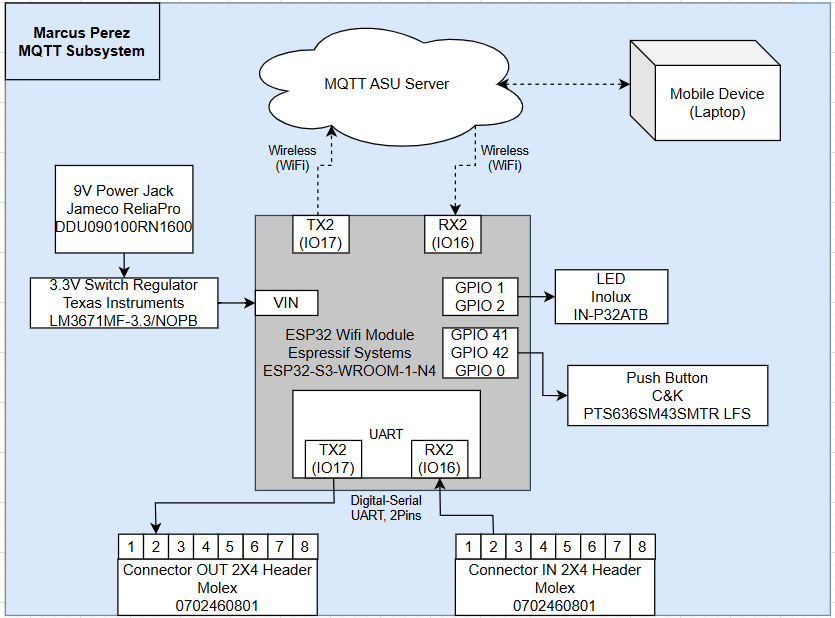 Marcus Perez
MQTT Subsystem
MQTT ASU Server
Mobile Device
(Laptop)
Wireless
(WiFi)
Wireless
(WiFi)
9V Power Jack
Jameco ReliaPro
DDU090100RN1600
TX2
(IO17)
RX2
(IO16)
3.3V Switch Regulator
Texas Instruments
LM3671MF-3.3/NOPB
VIN
GPIO 1
GPIO 2
LED
Inolux
IN-P32ATB
ESP32 Wifi Module
Espressif Systems
ESP32-S3-WROOM-1-N4
GPIO 41
GPIO 42
GPIO 0
Push Button
C&K
PTS636SM43SMTR LFS
UART
TX2
(IO17)
RX2
(IO16)
Digital-Serial
UART, 2Pins
1 2 3 4 5 6 7 8
Connector OUT 2X4 Header
Molex
0702460801
1 2 3 4 5 6 7 8
Connector IN 2X4 Header
Molex
0702460801